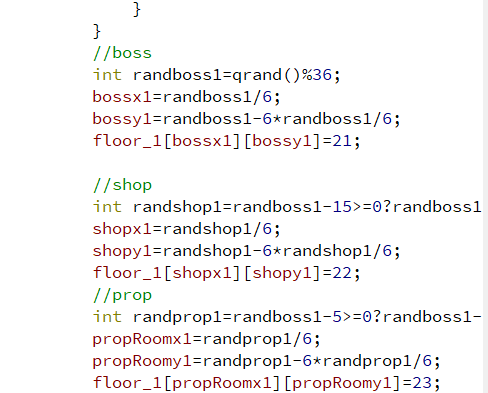 }
}
//boss
int randboss1=qrand()%36;
bossx1=randboss1/6;
bossy1=randboss1-6*randboss1/6;
floor_1[bossx1][bossy1]=21;
//shop
int randshop1=randboss1-15>=0?randboss1
shopx1=randshop1/6;
shopy1=randshop1-6*randshop1/6;
floor_1[shopx1][shopy1]=22;
//prop
int randprop1=randboss1-5>=0?randboss1-
propRoomx1=randprop1/6;
propRoomy1=randprop1-6*randprop1/6;
floor_1[propRoomx1][propRoomy1]=23;